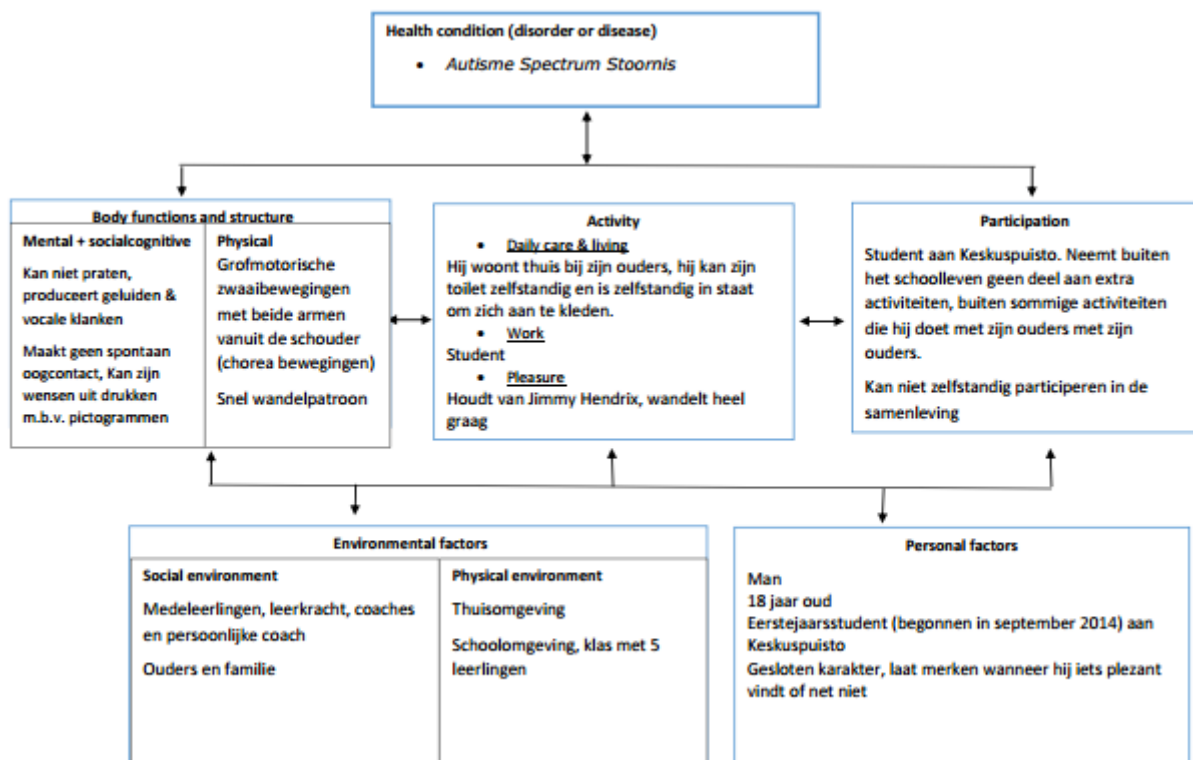 Health condition (disorder or disease)
• Autisme Spectrum Stoornis
Body functions and structure
Mental + socialcognitive
Kan niet praten,
produceert geluiden &
vocale klanken
Maakt geen spontaan
oogcontact, Kan zijn
wensen uit drukken
m.b.v. pictogrammen
Physical
Grofmotorische
zwaaibewegingen
met beide armen
vanuit de schouder
(chorea bewegingen)
Snel wandelpatroon
Activity
• Daily care & living
Hij woont thuis bij zijn ouders, hij kan zijn
toilet zelfstandig en is zelfstandig in staat
om zich aan te kleden.
• Work
Student
• Pleasure
Houdt van Jimmy Hendrix, wandelt heel
graag
Participation
Student aan Keskuspuisto. Neemt buiten
het schoolleven geen deel aan extra
activiteiten, buiten sommige activiteiten
die hij doet met zijn ouders met zijn
ouders.
Kan niet zelfstandig participeren in de
samenleving
Environmental factors
Social environment
Medeleerlingen, leerkracht, coaches
en persoonlijke coach
Ouders en familie
Physical environment
Thuisomgeving
Schoolomgeving, klas met 5
leerlingen
Personal factors
Man
18 jaar oud
Eerstejaarsstudent (begonnen in september 2014) aan
Keskuspuisto
Gesloten karakter, laat merken wanneer hij iets plezant
vindt of net niet